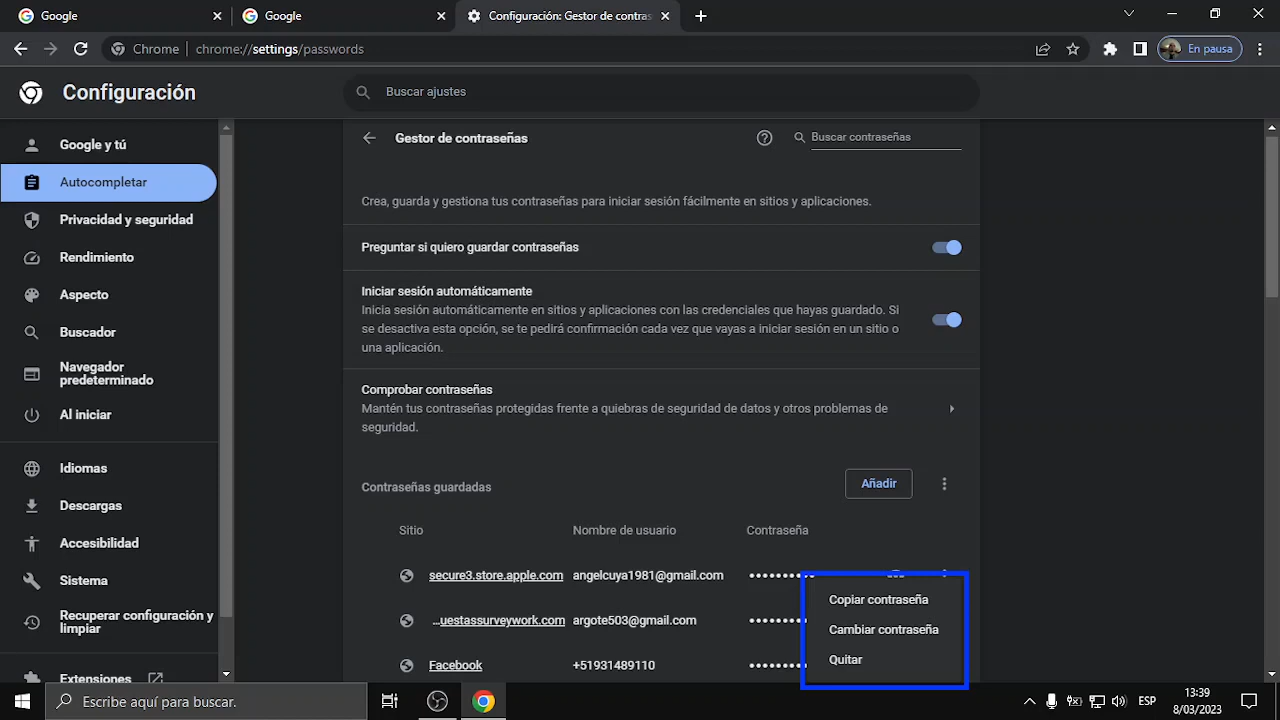 Google
Google
Configuración: Gestor de contras
Chrome
chrome://settings/passwords
En pausa
Configuración
Buscar ajustes
Google y tú
Autocompletar
Privacidad y seguridad
Rendimiento
Aspecto
Buscador
Navegador
predeterminado
Al iniciar
Idiomas
Descargas
Accesibilidad
Sistema
Recuperar configuración y
limpiar
Extensiones
Gestor de contraseñas
Buscar contraseñas
Crea, guarda y gestiona tus contraseñas para iniciar sesión fácilmente en sitios y aplicaciones.
Preguntar si quiero guardar contraseñas
Iniciar sesión automáticamente
Inicia sesión automáticamente en sitios y aplicaciones con las credenciales que hayas guardado. Si
se desactiva esta opción, se te pedirá confirmación cada vez que vayas a iniciar sesión en un sitio o
una aplicación.
Comprobar contraseñas
Mantén tus contraseñas protegidas frente a quiebras de seguridad de datos y otros problemas de
seguridad.
Contraseñas guardadas
Añadir
Sitio Nombre de usuario Contraseña
secure3.store.apple.com angelcuya1981@gmail.com ••••••••••
...uestassurveywork.com argote503@gmail.com ••••••••
Facebook +51931489110 ••••••••
Copiar contraseña
Cambiar contraseña
Quitar
Escribe aquí para buscar.
ESP
13:39
8/03/2023